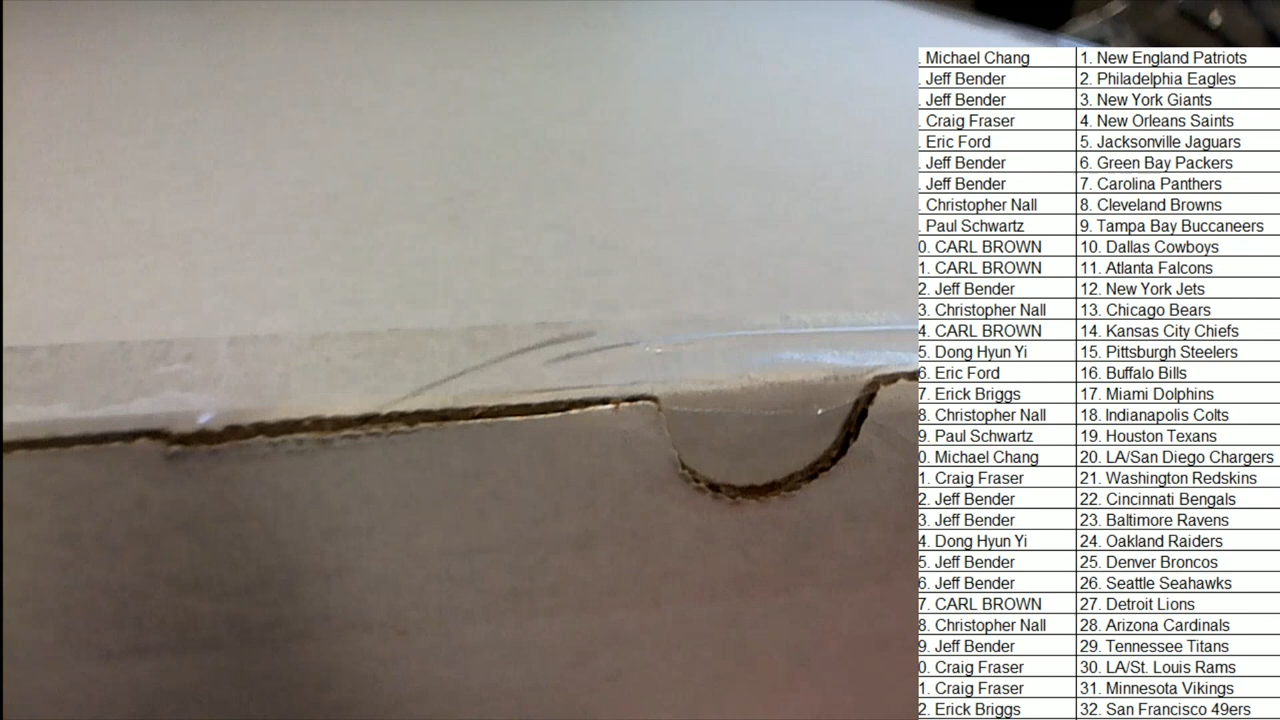 . Michael Chang 1. New England Patriots
. Jeff Bender 2. Philadelphia Eagles
. Jeff Bender 3. New York Giants
. Craig Fraser 4. New Orleans Saints
. Eric Ford 5. Jacksonville Jaguars
. Jeff Bender 6. Green Bay Packers
. Jeff Bender 7. Carolina Panthers
. Christopher Nall 8. Cleveland Browns
. Paul Schwartz 9. Tampa Bay Buccaneers
0. CARL BROWN 10. Dallas Cowboys
1. CARL BROWN 11. Atlanta Falcons
2. Jeff Bender 12. New York Jets
3. Christopher Nall 13. Chicago Bears
4. CARL BROWN 14. Kansas City Chiefs
5. Dong Hyun Yi 15. Pittsburgh Steelers
6. Eric Ford 16. Buffalo Bills
7. Erick Briggs 17. Miami Dolphins
8. Christopher Nall 18. Indianapolis Colts
9. Paul Schwartz 19. Houston Texans
0. Michael Chang 20. LA/San Diego Chargers
1. Craig Fraser 21. Washington Redskins
2. Jeff Bender 22. Cincinnati Bengals
3. Jeff Bender 23. Baltimore Ravens
4. Dong Hyun Yi 24. Oakland Raiders
5. Jeff Bender 25. Denver Broncos
6. Jeff Bender 26. Seattle Seahawks
7. CARL BROWN 27. Detroit Lions
8. Christopher Nall 28. Arizona Cardinals
9. Jeff Bender 29. Tennessee Titans
0. Craig Fraser 30. LA/St. Louis Rams
1. Craig Fraser 31. Minnesota Vikings
2. Erick Briggs 32. San Francisco 49ers